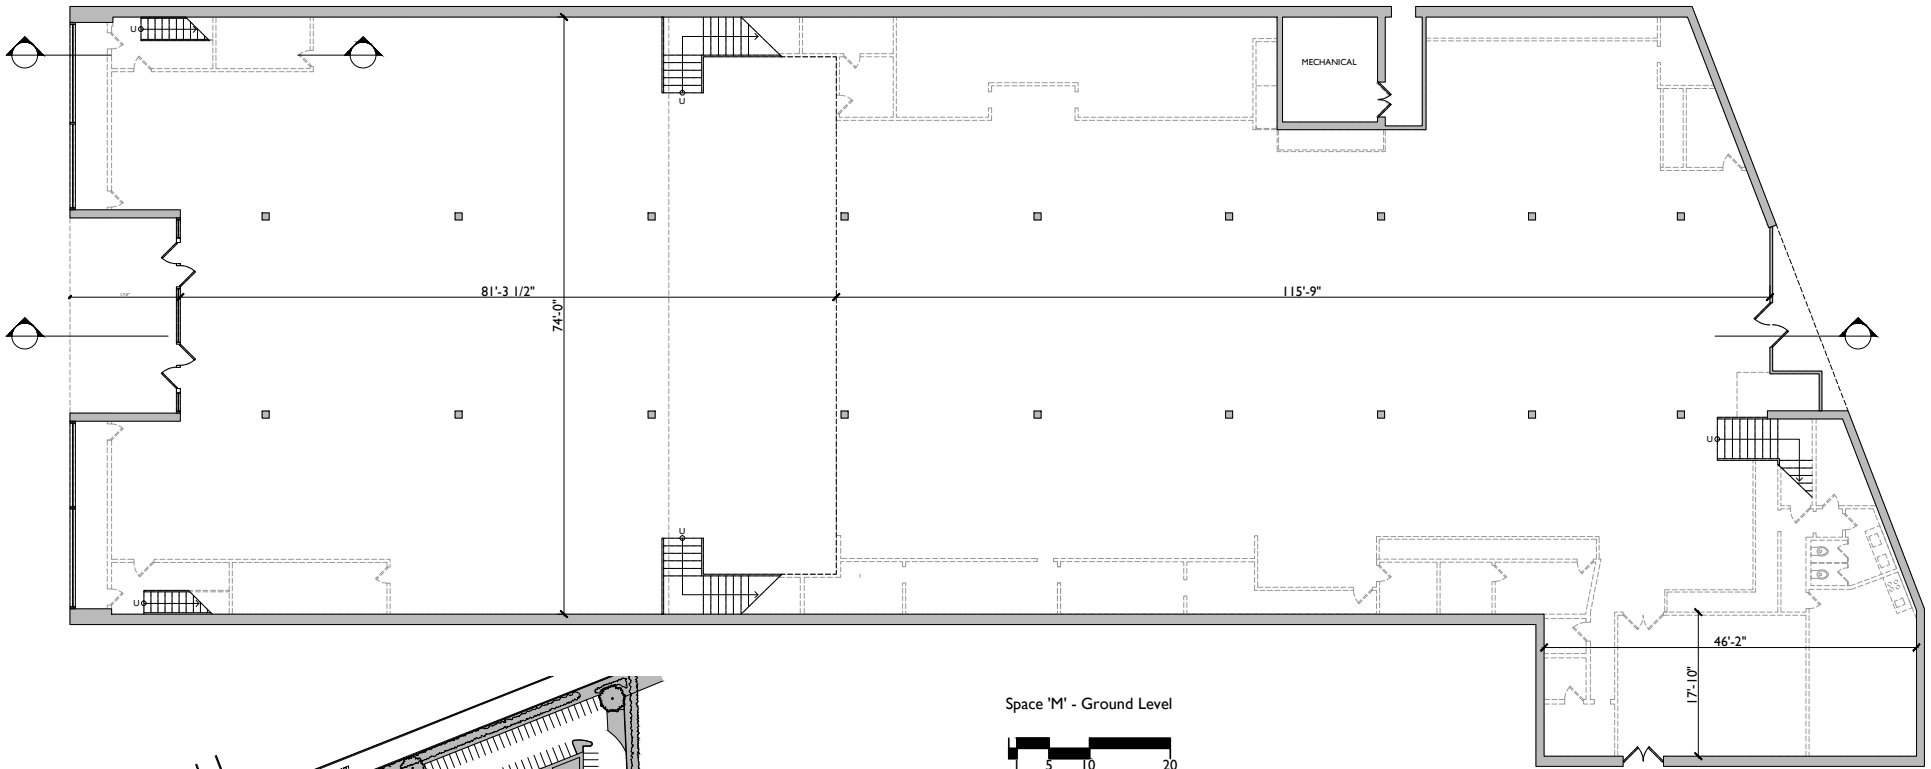 U
U
MECHANICAL
81'-3 1/2"
74'-0"
115'-9"
U
U
U
46'-2"
17'-10"
Space 'M' - Ground Level
1 5 10 20